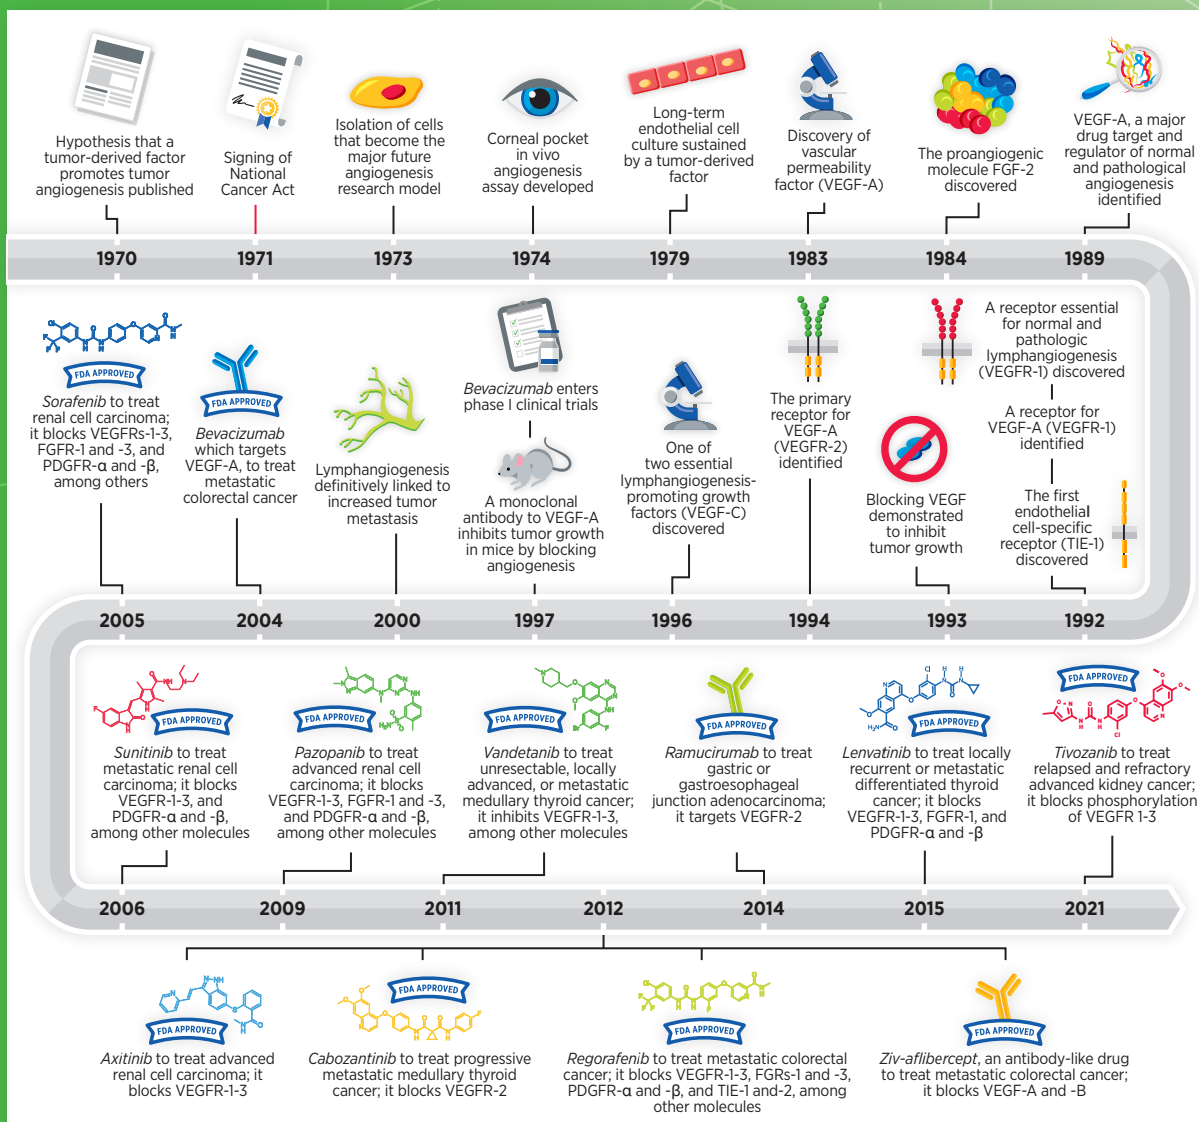 Hypothesis that a
tumor-derived factor
promotes tumor
angiogenesis published
Signing of
National
Cancer Act
Isolation of cells
that become the
major future
angiogenesis
research model
Corneal pocket
in vivo
angiogenesis
assay developed
Long-term
endothelial cell
culture sustained
by a tumor-derived
factor
Discovery of
vascular
permeability
factor (VEGF-A)
The proangiogenic
molecule FGF-2
discovered
VEGF-A, a major
drug target and
regulator of normal
and pathological
angiogenesis
identified
1970
1971
1973
1974
1979
1983
1984
1989
Cl
F
F
F
N
H
N
H
O
O
N
O
N
H
FDA APPROVED
Sorafenib to treat
renal cell carcinoma;
it blocks VEGFRs-1-3,
FGFR-1 and -3, and
PDGFR-α and -β,
among others
FDA APPROVED
Bevacizumab
which targets
VEGF-A, to treat
metastatic
colorectal cancer
Lymphangiogenesis
definitively linked to
increased tumor
metastasis
Bevacizumab enters
phase I clinical trials
A monoclonal
antibody to VEGF-A
inhibits tumor growth
in mice by blocking
angiogenesis
One of
two essential
lymphangiogenesis-
promoting growth
factors (VEGF-C)
discovered
The primary
receptor for
VEGF-A
(VEGFR-2)
identified
Blocking VEGF
demonstrated
to inhibit
tumor growth
A receptor essential
for normal and
pathologic
lymphangiogenesis
(VEGFR-1) discovered
A receptor for
VEGF-A (VEGFR-1)
identified
The first
endothelial
cell-specific
receptor (TIE-1)
discovered
2005
2004
2000
1997
1996
1994
1993
1992
FDA APPROVED
Sunitinib to treat
metastatic renal cell
carcinoma; it blocks
VEGFR-1-3, and
PDGFR-α and -β,
among other molecules
FDA APPROVED
Pazopanib to treat
advanced renal cell
carcinoma; it blocks
VEGFR-1-3, FGFR-1 and -3,
and PDGFR-α and -β,
among other molecules
FDA APPROVED
Vandetanib to treat
unresectable, locally
advanced, or metastatic
medullary thyroid cancer;
it inhibits VEGFR-1-3,
among other molecules
FDA APPROVED
Ramucirumab to treat
gastric or
gastroesophageal
junction adenocarcinoma;
it targets VEGFR-2
FDA APPROVED
Lenvatinib to treat locally
recurrent or metastatic
differentiated thyroid
cancer; it blocks
VEGFR-1-3, FGFR-1, and
PDGFR-α and -β
FDA APPROVED
Tivozanib to treat
relapsed and refractory
advanced kidney cancer;
it blocks phosphorylation
of VEGFR 1-3
2006
2009
2011
2012
2014
2015
2021
FDA APPROVED
Axitinib to treat advanced
renal cell carcinoma; it
blocks VEGFR-1-3
FDA APPROVED
Cabozantinib to treat progressive
metastatic medullary thyroid
cancer; it blocks VEGFR-2
FDA APPROVED
Regorafenib to treat metastatic colorectal
cancer; it blocks VEGFR-1-3, FGRs-1 and -3,
PDGFR-α and -β, and TIE-1 and-2, among
other molecules
FDA APPROVED
Ziv-aflibercept, an antibody-like drug
to treat metastatic colorectal cancer;
it blocks VEGF-A and -B